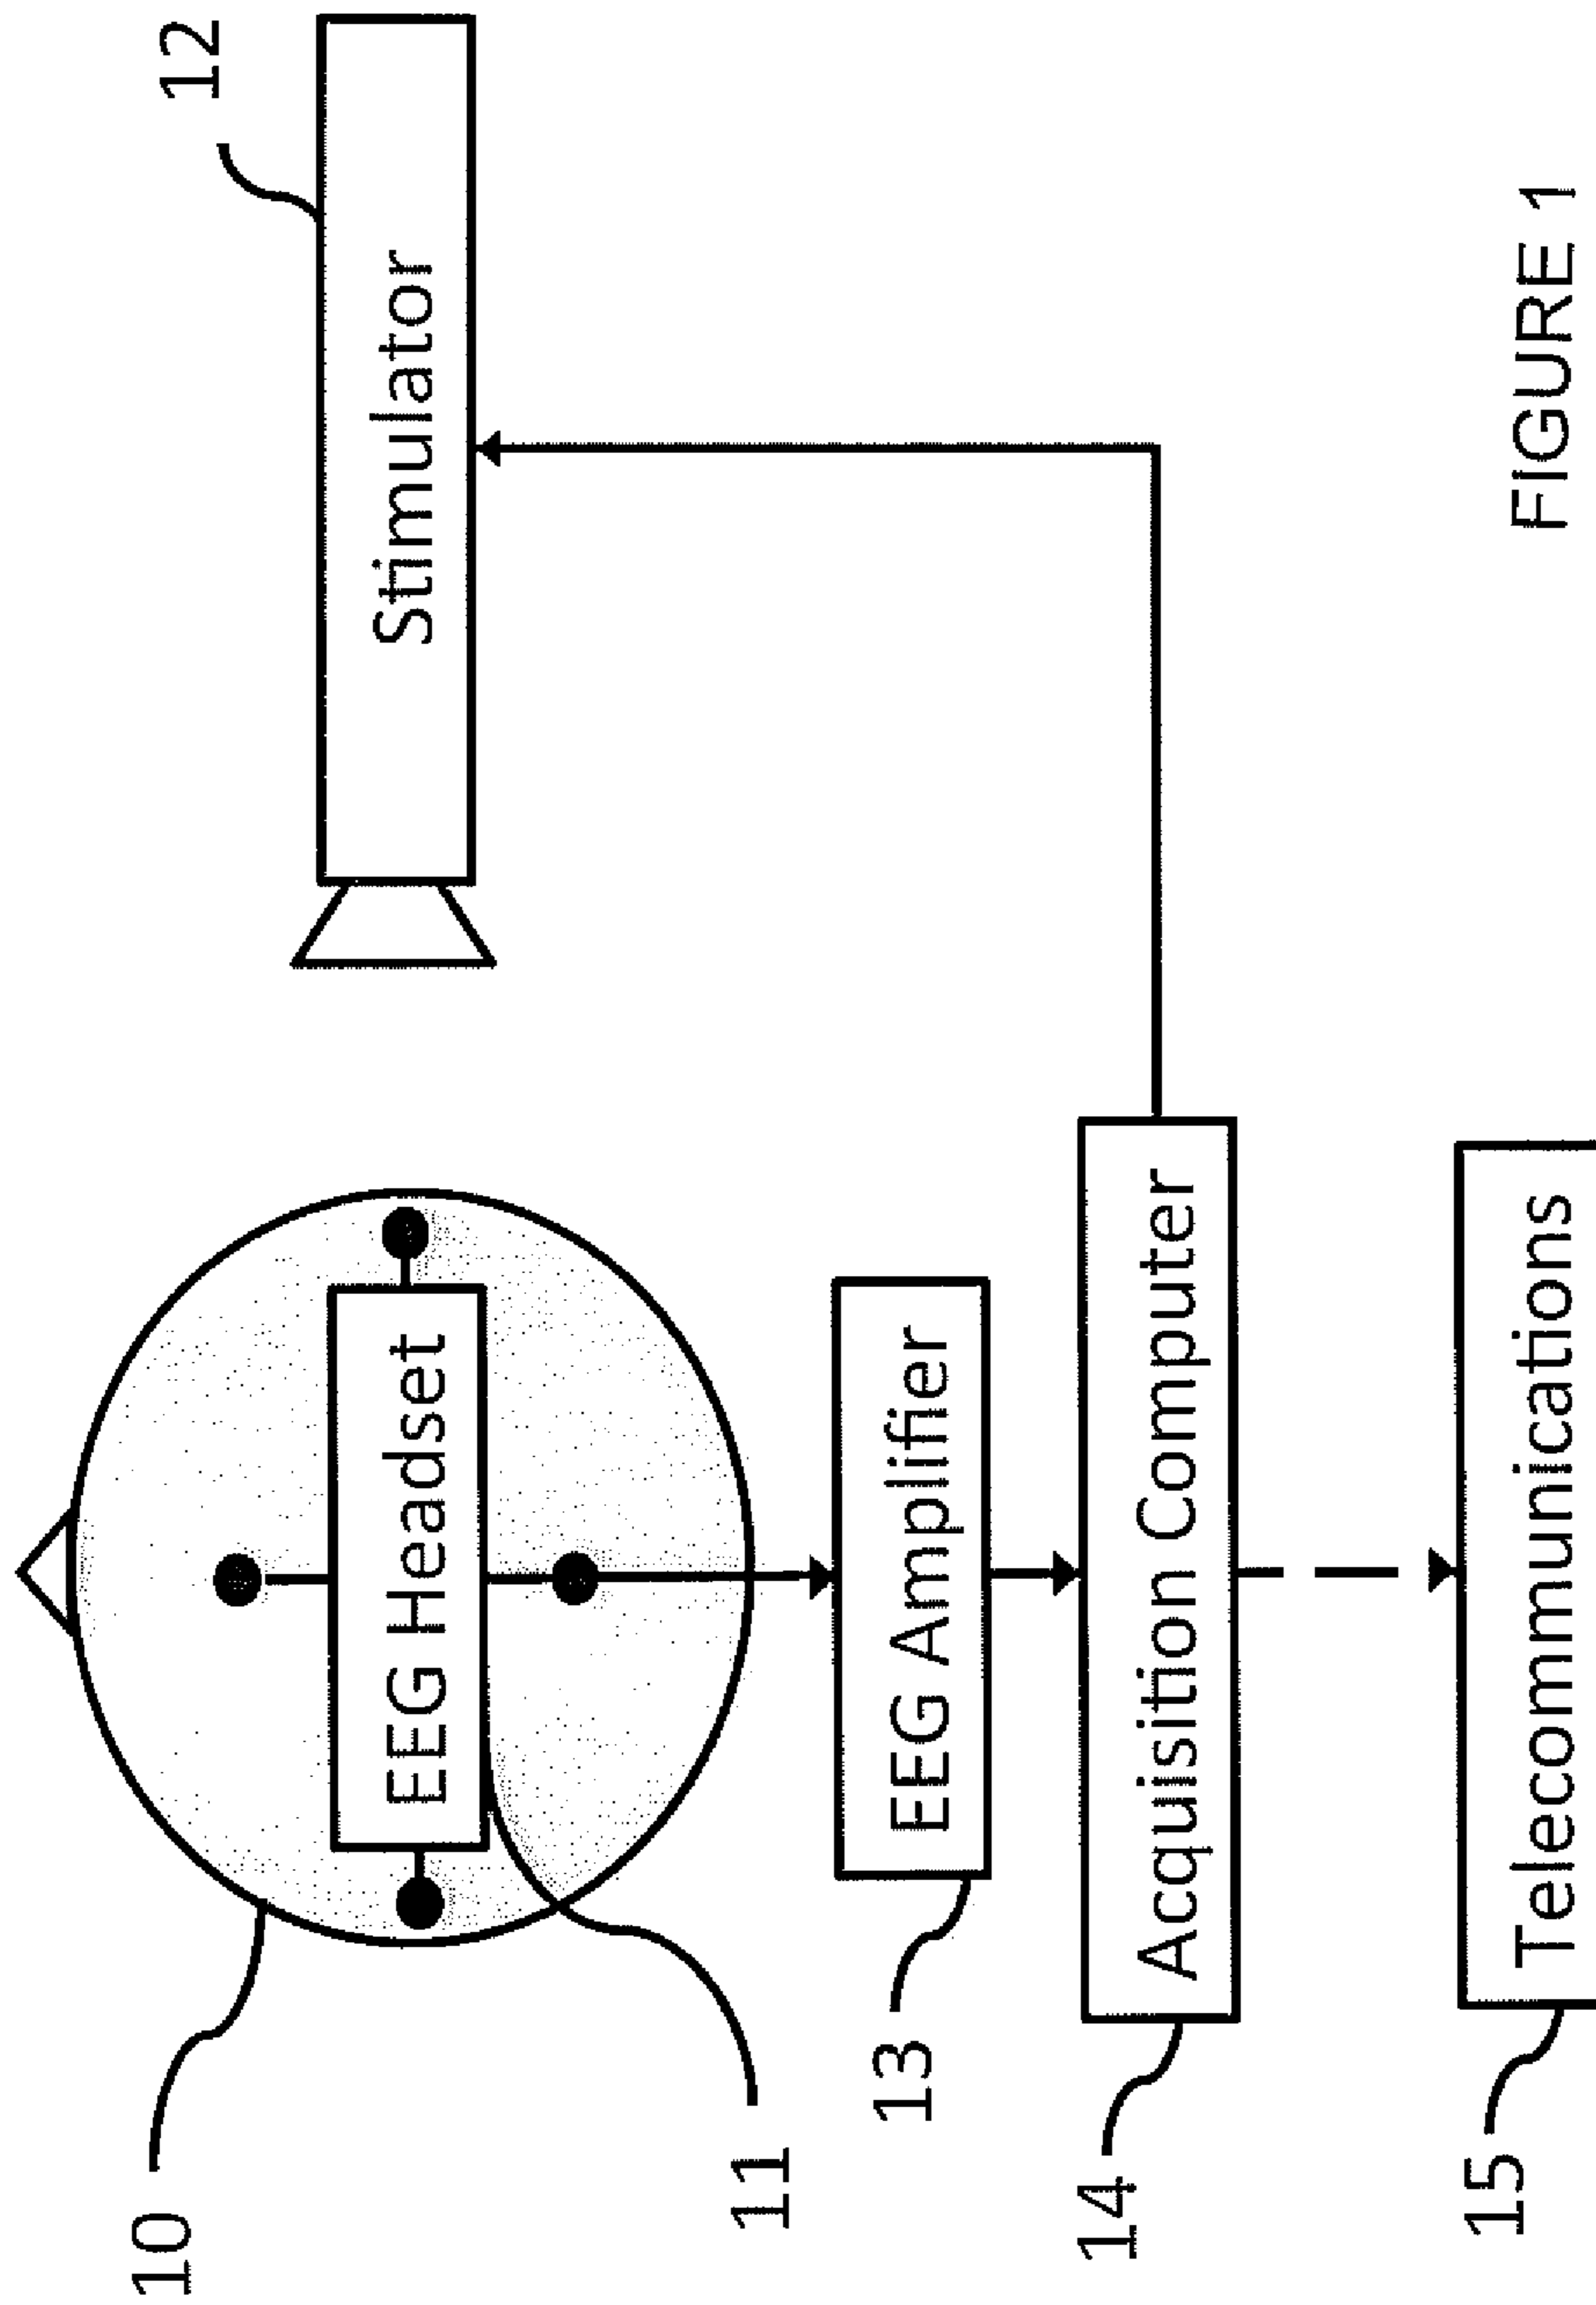 10
EEG Headset
12
Stimulator
11
13
EEG Amplifier
14
Acquisition Computer
15
Telecommunications
FIGURE 1